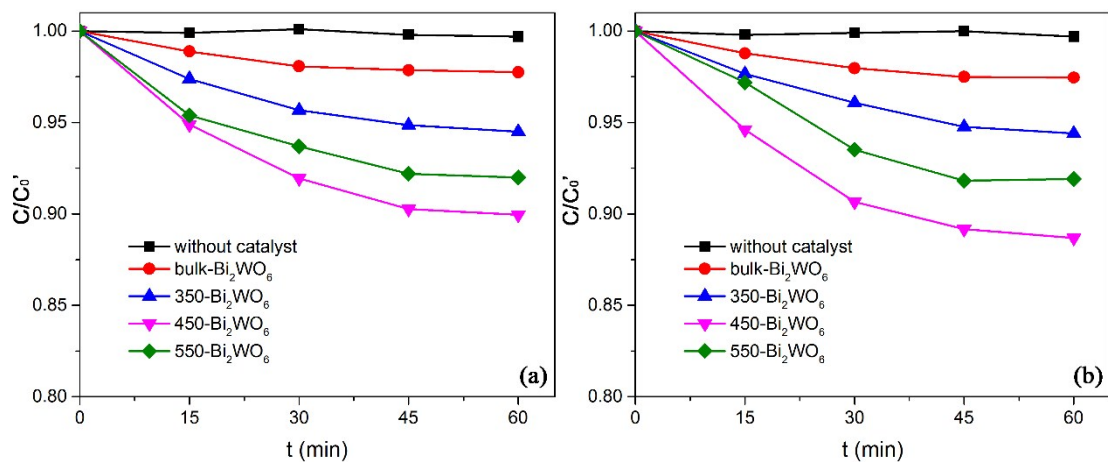 1.00
0.95
0.90
0.85
0.80
C/C₀'
without catalyst
bulk-Bi₂WO₆
350-Bi₂WO₆
450-Bi₂WO₆
550-Bi₂WO₆
(a)
0 15 30 45 60
t (min)
1.00
0.95
0.90
0.85
0.80
C/C₀'
without catalyst
bulk-Bi₂WO₆
350-Bi₂WO₆
450-Bi₂WO₆
550-Bi₂WO₆
(b)
0 15 30 45 60
t (min)